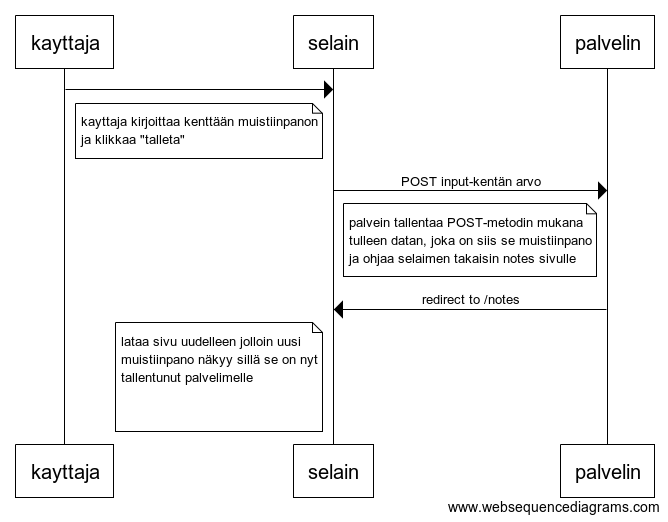 kayttaja
selain
palvelin
kayttaja kirjoittaa kenttään muistiinpanon
ja klikkaa "talleta"
POST input-kentän arvo
palvein tallentaa POST-metodin mukana
tulleen datan, joka on siis se muistiinpano
ja ohjaa selaimen takaisin notes sivulle
redirect to /notes
lataa sivu uudelleen jolloin uusi
muistiinpano näkyy sillä se on nyt
tallentunut palvelimelle
kayttaja
selain
palvelin
www.websequencediagrams.com